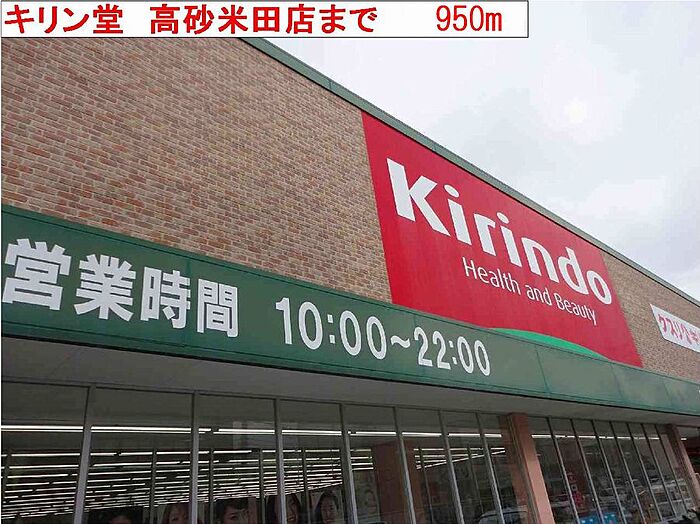 キリン堂　高砂米田店まで　950m
Kirindo
Health and Beauty
営業時間 10:00~22:00